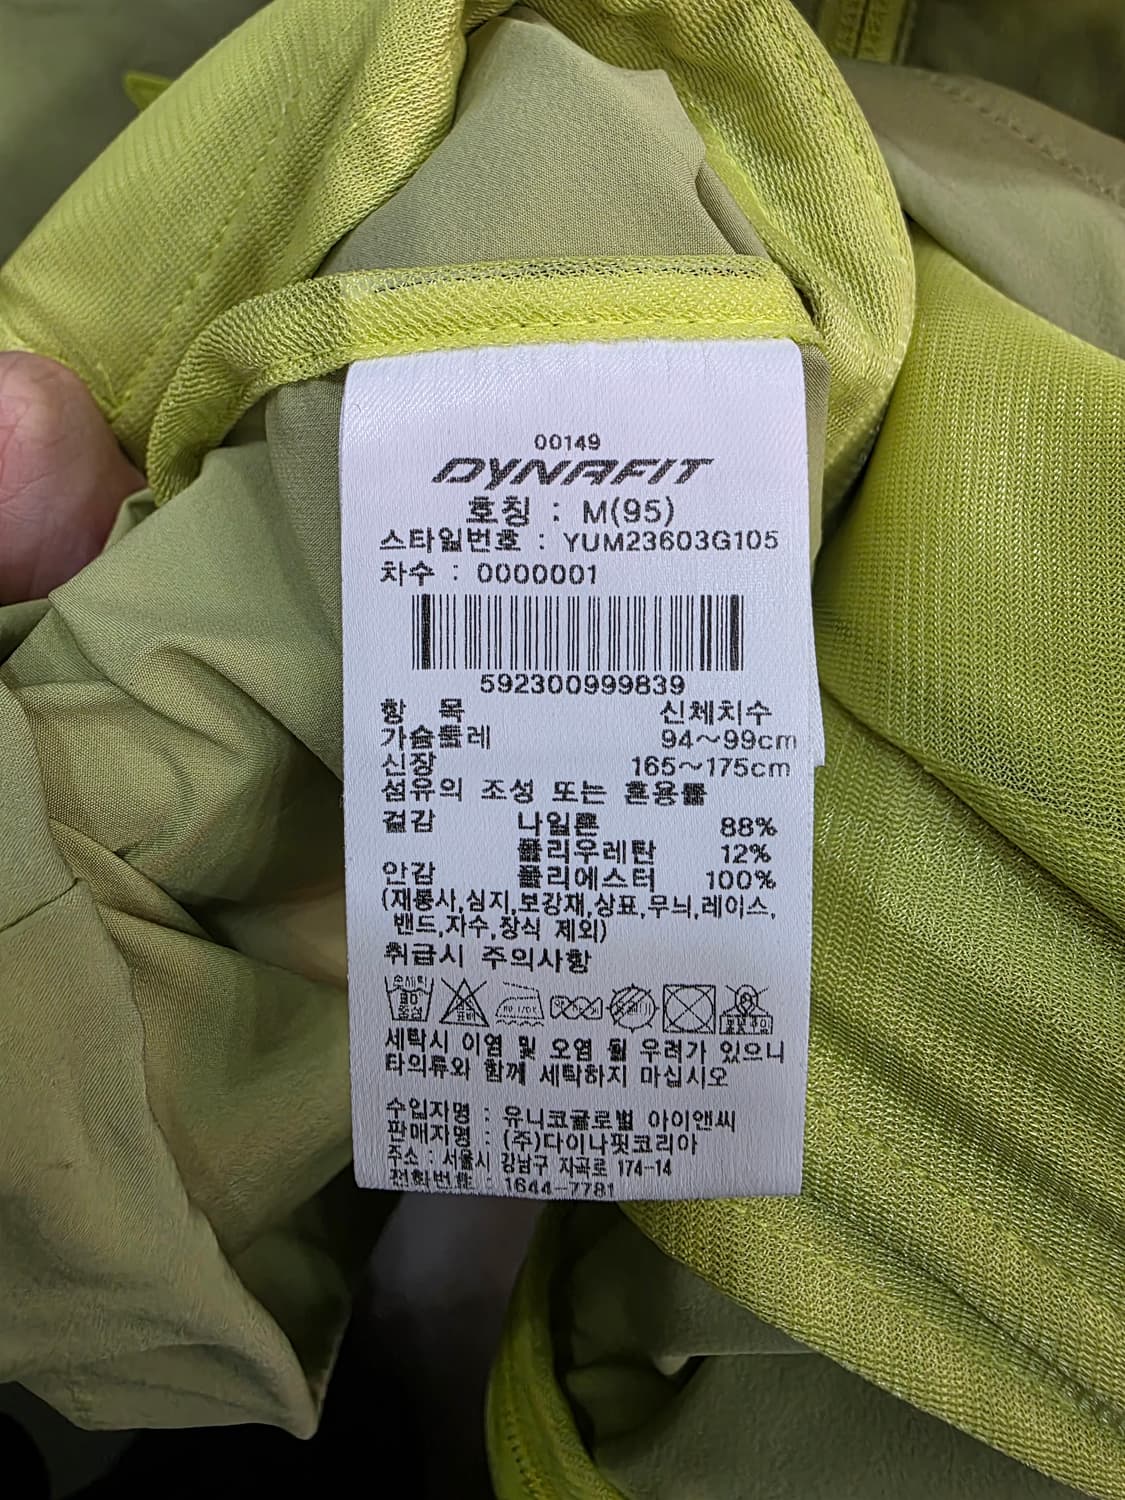 00149
DYNAFIT
호칭 : M(95)
스타일번호 : YUM23603G105
차수 : 0000001
592300999839
항 목 신체치수
가슴둘레 94~99cm
신장 165~175cm
섬유의 조성 또는 혼용률
겉감 나일론 88%
폴리우레탄 12%
안감 폴리에스터 100%
(재봉사,심지,보강재,상표,무늬,레이스,
밴드,자수,장식 제외)
취급시 주의사항
손세탁
30
중성
세탁시 이염 및 오염 될 우려가 있으니
타의류와 함께 세탁하지 마십시오
수입자명 : 유니코글로벌 아이앤씨
판매자명 : (주)다이나핏코리아
주소 : 서울시 강남구 자곡로 174-14
전화번호 : 1644-7781